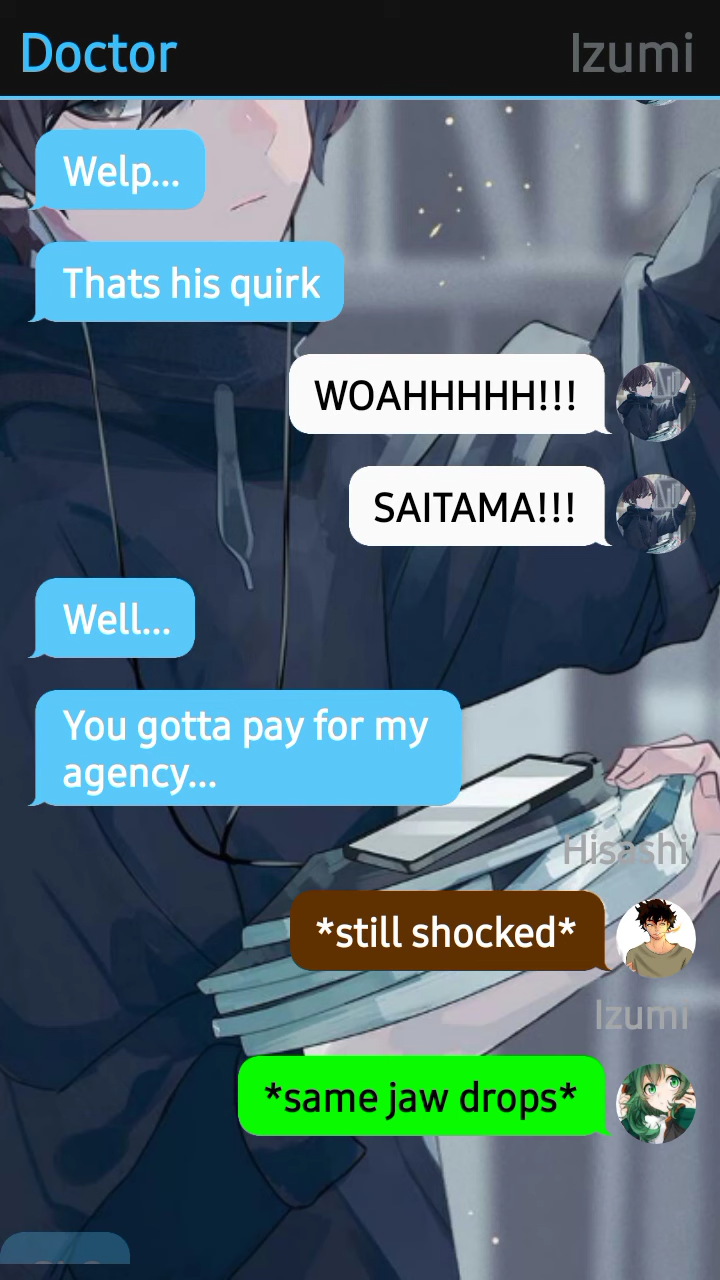 Doctor
Izumi
Welp...
Thats his quirk
WOAHHHHH!!!
SAITAMA!!!
Well...
You gotta pay for my
agency...
Hisashi
*still shocked*
Izumi
*same jaw drops*